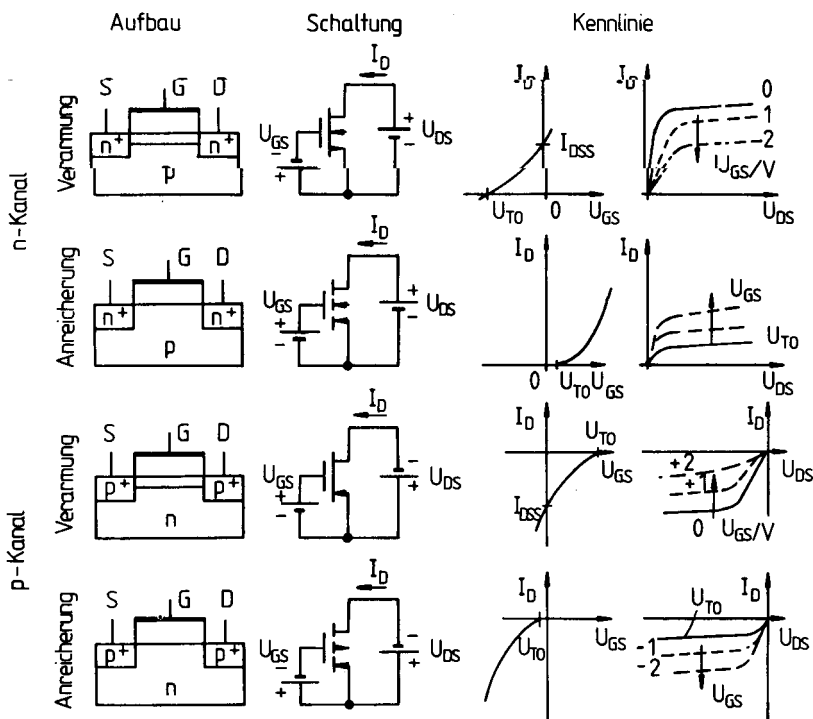 Aufbau Schaltung Kennlinie
n-Kanal
Verarmung
S G D
n+ n+
p
I_D
U_GS
- +
+ -
U_DS
I_D
I_DSS
U_TO 0 U_GS
I_D
0
1
2
U_GS/V
U_DS
Anreicherung
S G D
n+ n+
p
I_D
U_GS
+ -
+ -
U_DS
I_D
0 U_TO U_GS
I_D
U_GS
U_TO
U_DS
p-Kanal
Verarmung
S G D
p+ p+
n
I_D
U_GS
+ -
- +
U_DS
I_D
U_TO
U_GS
I_DSS
I_D
U_DS
+2
+1
0 U_GS/V
Anreicherung
S G D
p+ p+
n
I_D
U_GS
- +
- +
U_DS
I_D
U_TO U_GS
I_D
U_TO
U_DS
-1
-2
U_GS